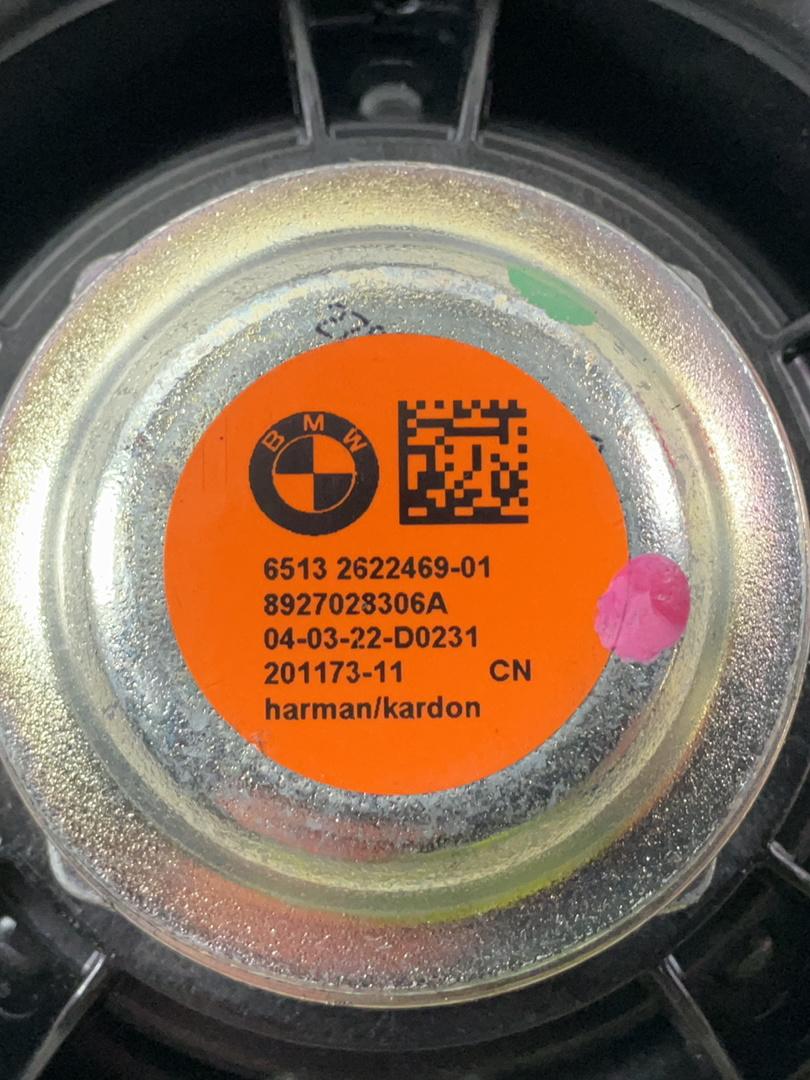 BMW
6513 2622469-01
8927028306A
04-03-22-D0231
201173-11 CN
harman/kardon